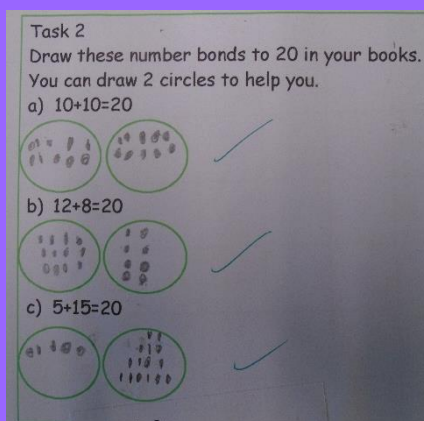 Task 2
Draw these number bonds to 20 in your books.
You can draw 2 circles to help you.
a) 10+10=20
b) 12+8=20
c) 5+15=20